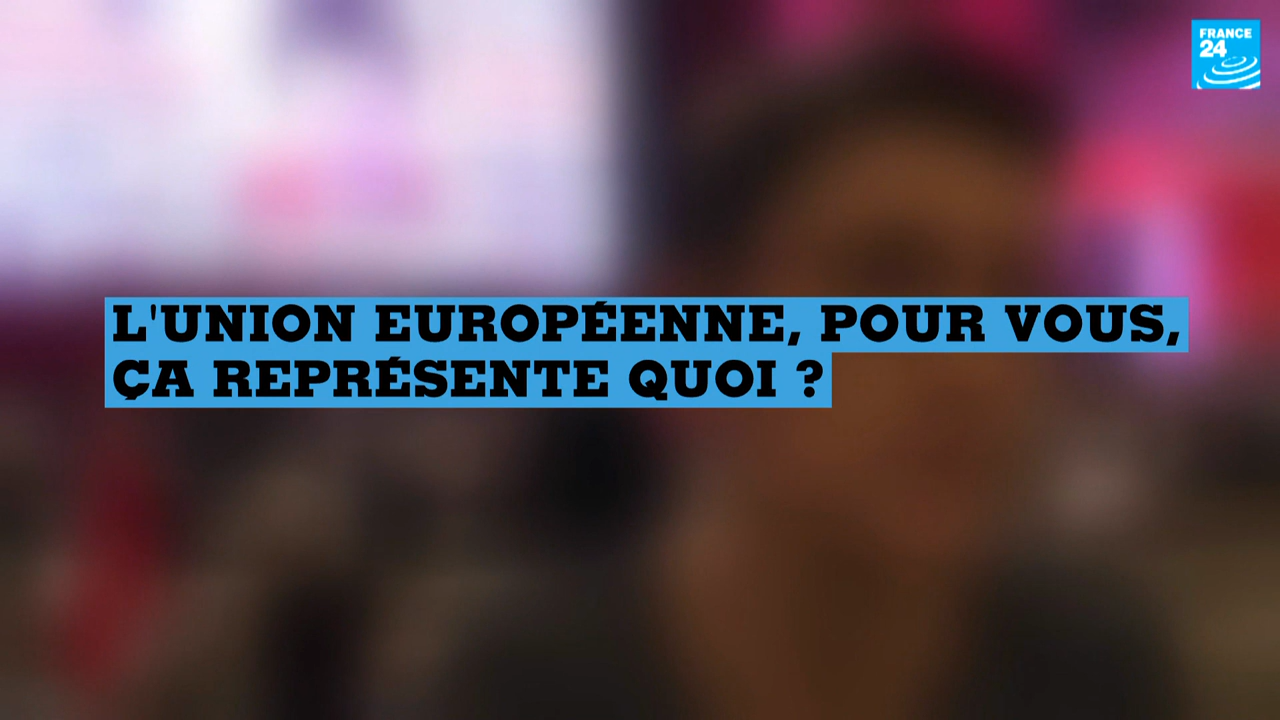 FRANCE
24
L'UNION EUROPÉENNE, POUR VOUS,
ÇA REPRÉSENTE QUOI ?